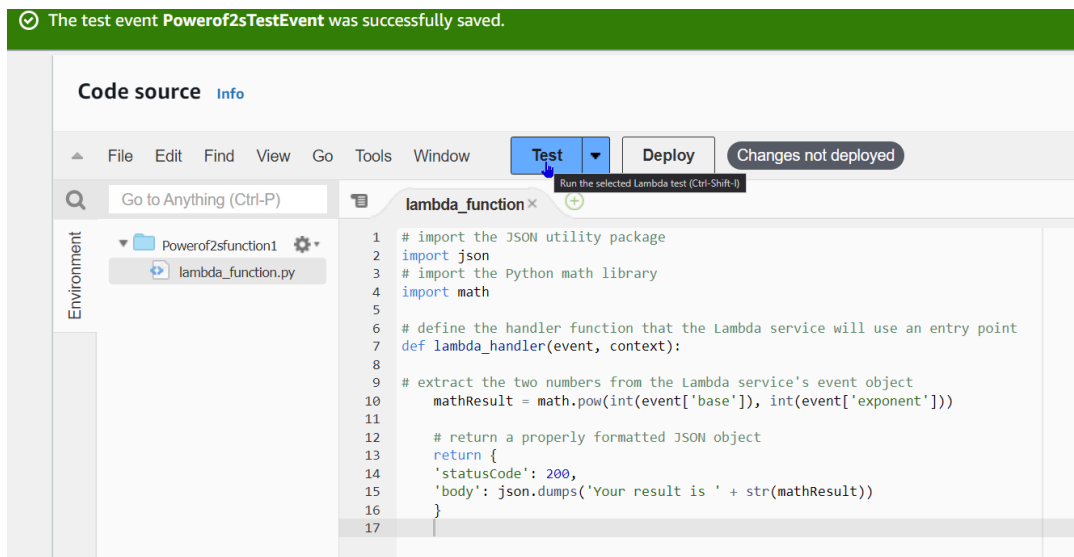 The test event Powerof2sTestEvent was successfully saved.
Code source Info
File Edit Find View Go Tools Window Test Deploy Changes not deployed
Run the selected Lambda test (Ctrl-Shift-I)
Go to Anything (Ctrl-P)
lambda_function
Environment
Powerof2sfunction1
lambda_function.py
1 # import the JSON utility package
2 import json
3 # import the Python math library
4 import math
5
6 # define the handler function that the Lambda service will use an entry point
7 def lambda_handler(event, context):
8
9 # extract the two numbers from the Lambda service's event object
10     mathResult = math.pow(int(event['base']), int(event['exponent']))
11
12     # return a properly formatted JSON object
13     return {
14     'statusCode': 200,
15     'body': json.dumps('Your result is ' + str(mathResult))
16     }
17